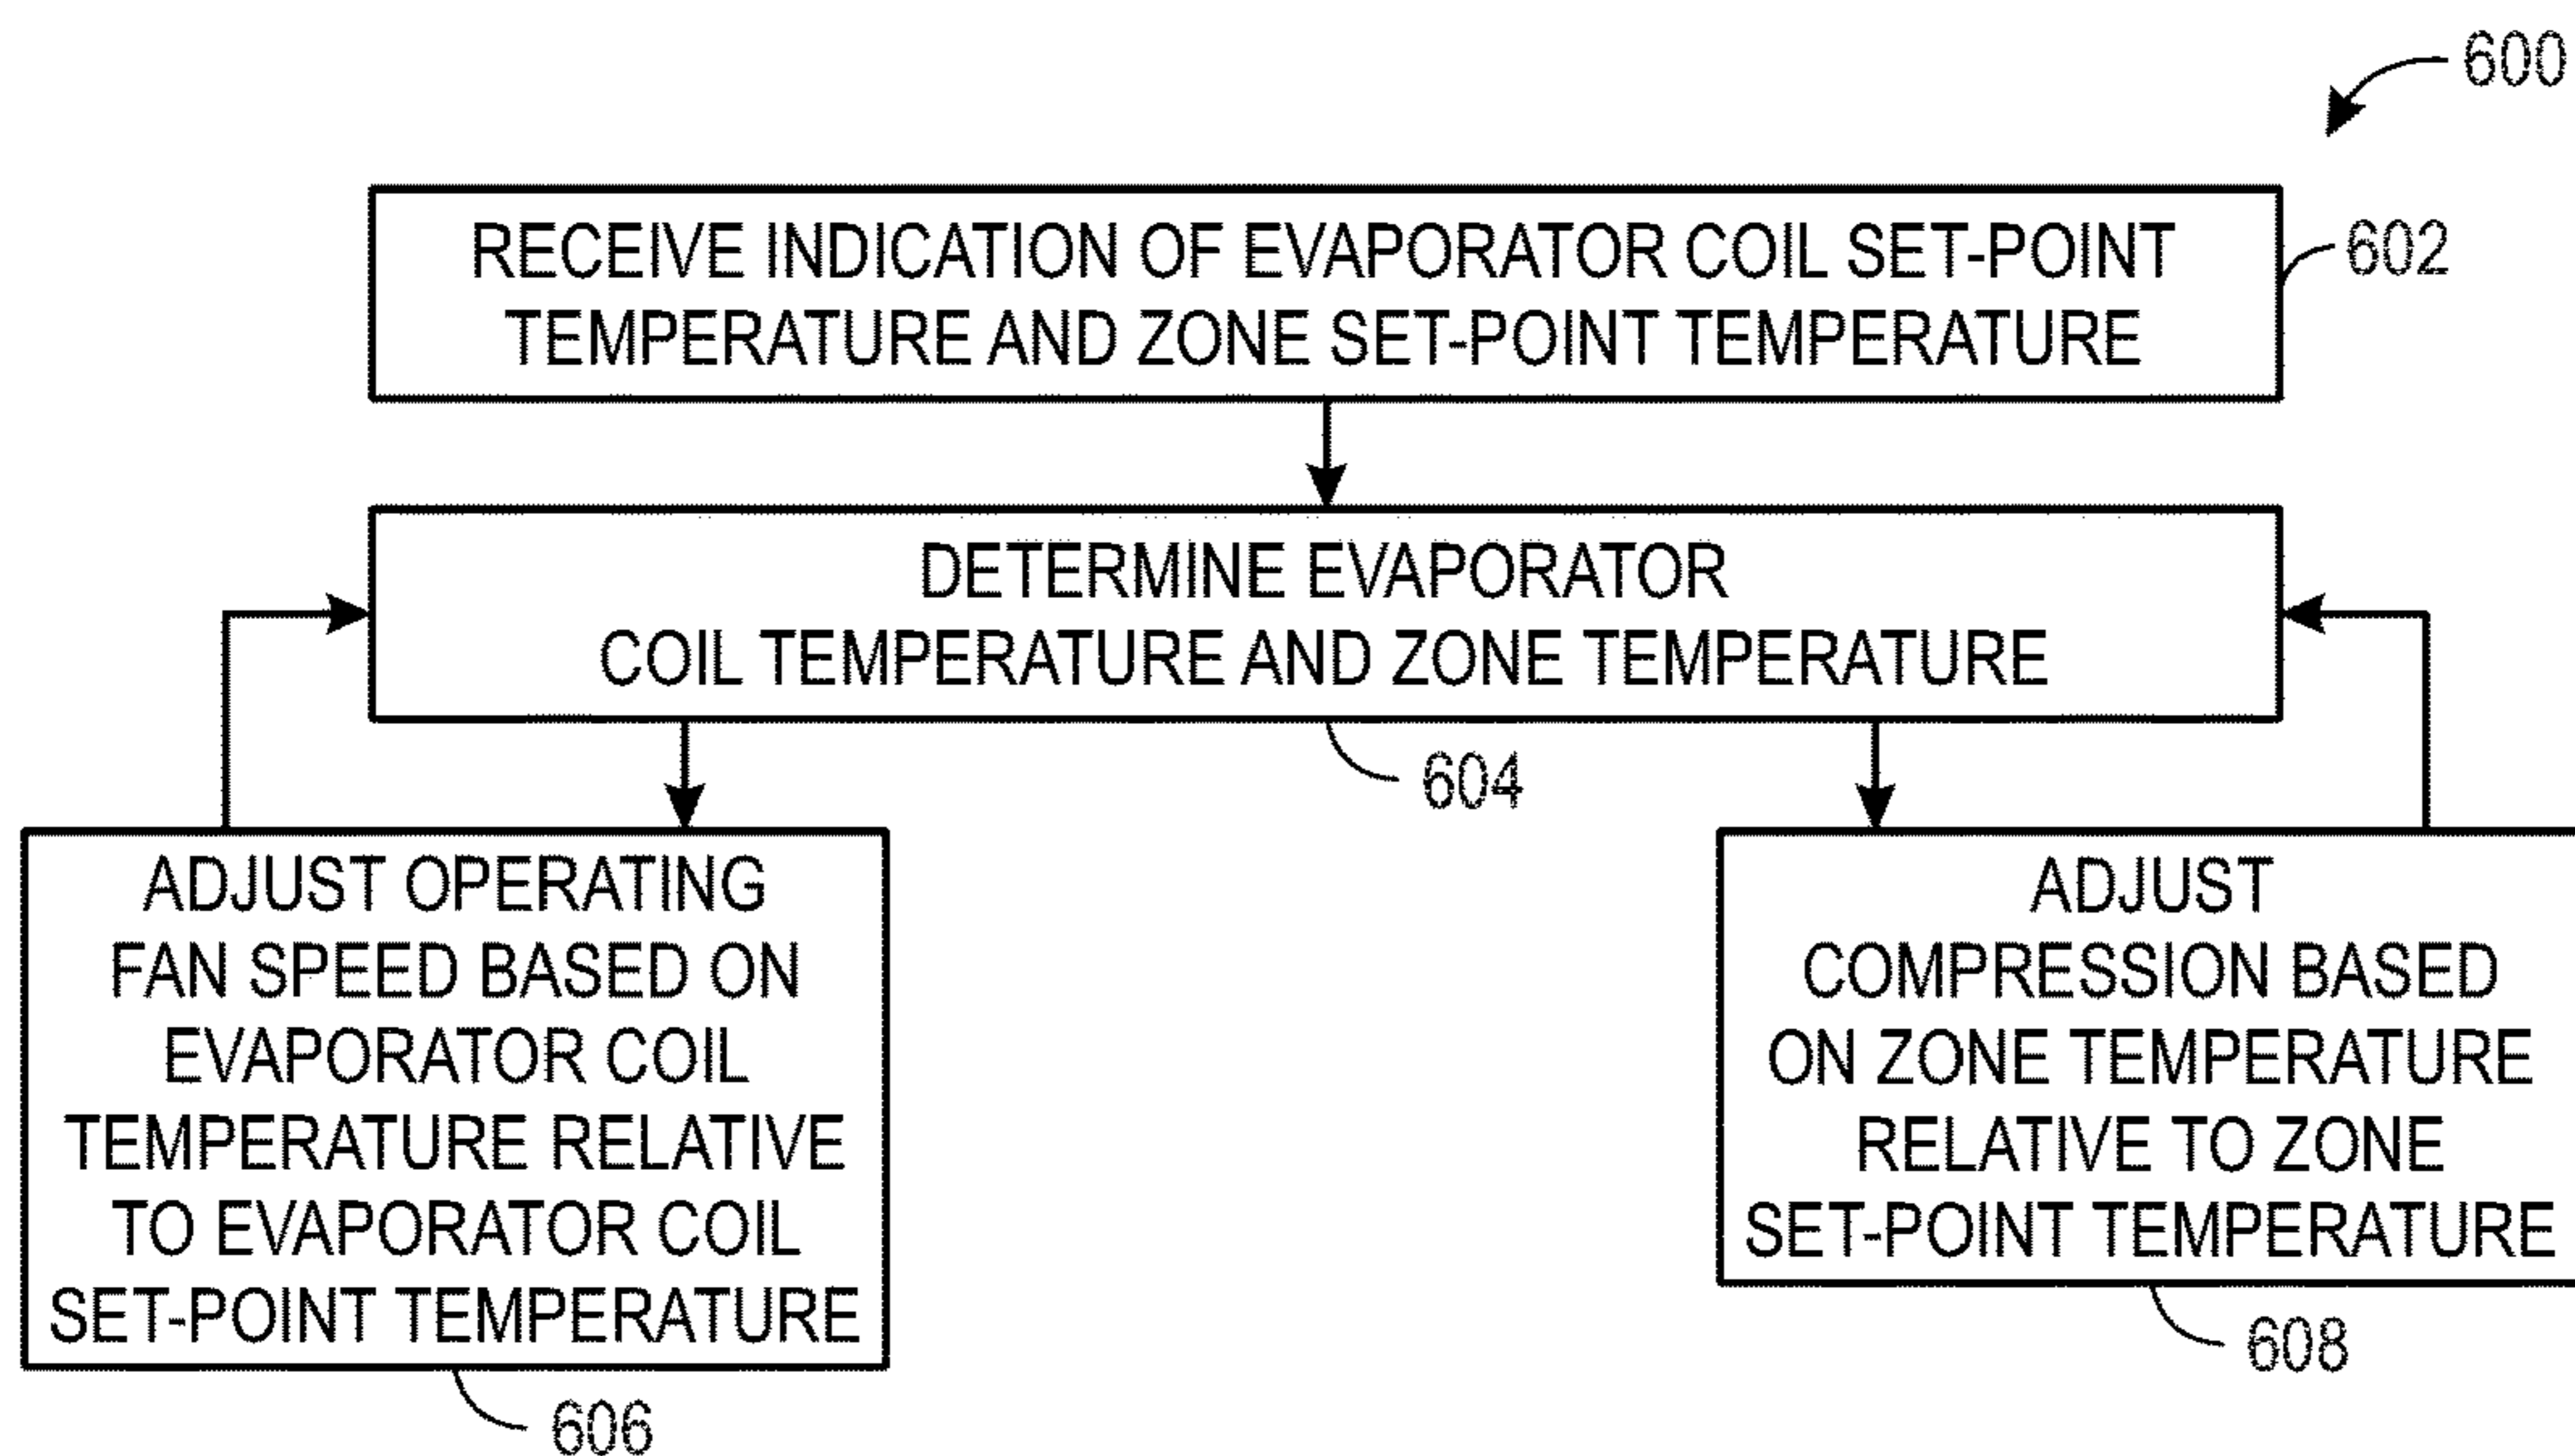 600
RECEIVE INDICATION OF EVAPORATOR COIL SET-POINT
TEMPERATURE AND ZONE SET-POINT TEMPERATURE
602
DETERMINE EVAPORATOR
COIL TEMPERATURE AND ZONE TEMPERATURE
604
ADJUST OPERATING
FAN SPEED BASED ON
EVAPORATOR COIL
TEMPERATURE RELATIVE
TO EVAPORATOR COIL
SET-POINT TEMPERATURE
606
ADJUST
COMPRESSION BASED
ON ZONE TEMPERATURE
RELATIVE TO ZONE
SET-POINT TEMPERATURE
608